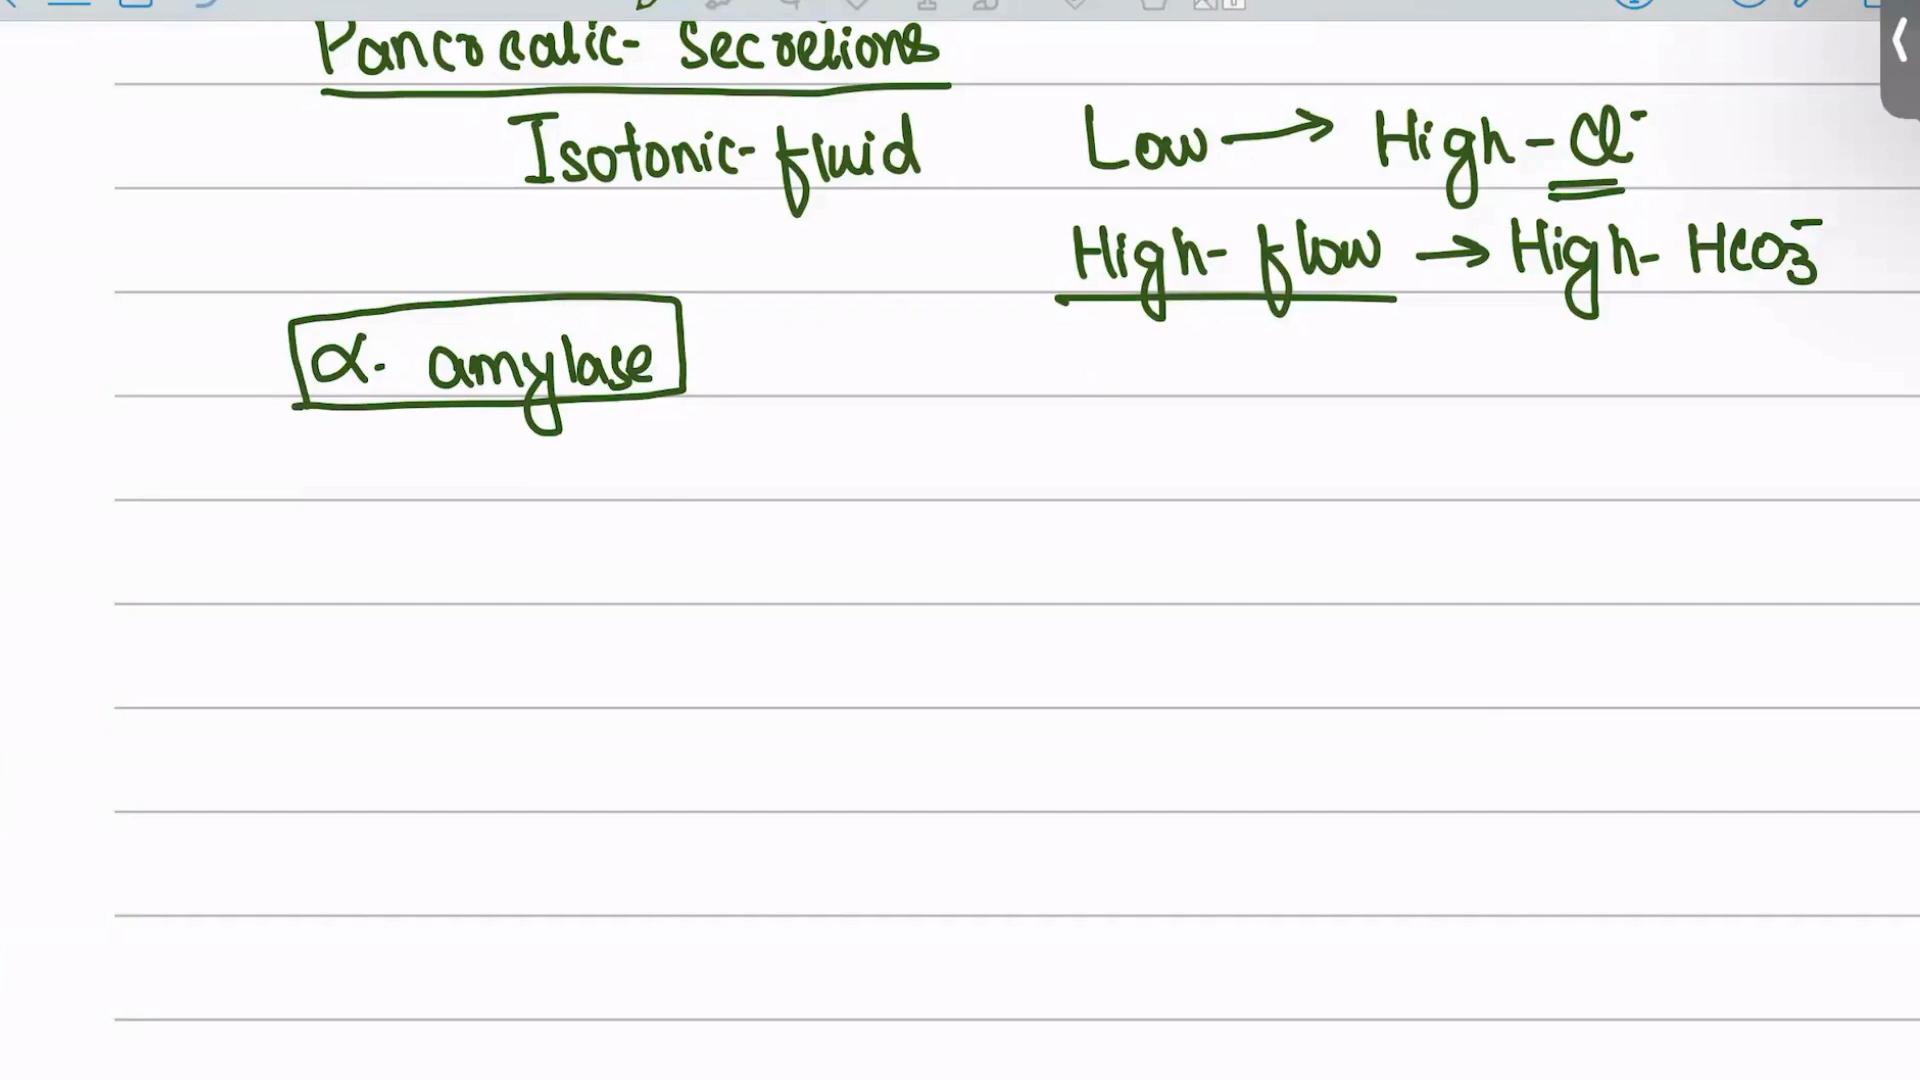 Pancreatic- Secretions
Isotonic- fluid
Low → High - Cl⁻
High- flow → High- HCO₃⁻
α- amylase